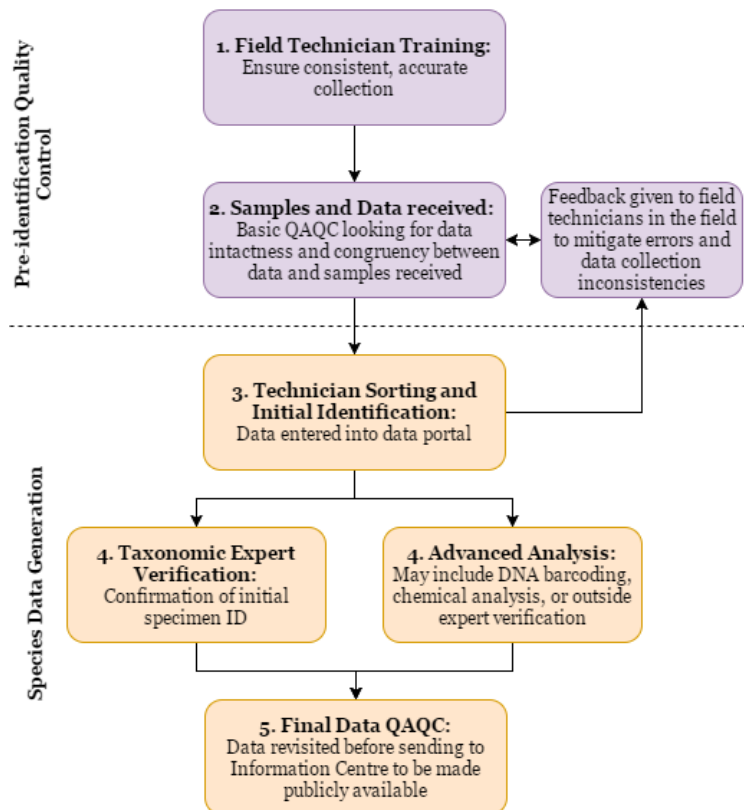 Pre-identification Quality
Control
1. Field Technician Training:
Ensure consistent, accurate
collection
2. Samples and Data received:
Basic QAQC looking for data
intactness and congruency between
data and samples received
Feedback given to field
technicians in the field
to mitigate errors and
data collection
inconsistencies
Species Data Generation
3. Technician Sorting and
Initial Identification:
Data entered into data portal
4. Taxonomic Expert
Verification:
Confirmation of initial
specimen ID
4. Advanced Analysis:
May include DNA barcoding,
chemical analysis, or outside
expert verification
5. Final Data QAQC:
Data revisited before sending to
Information Centre to be made
publicly available